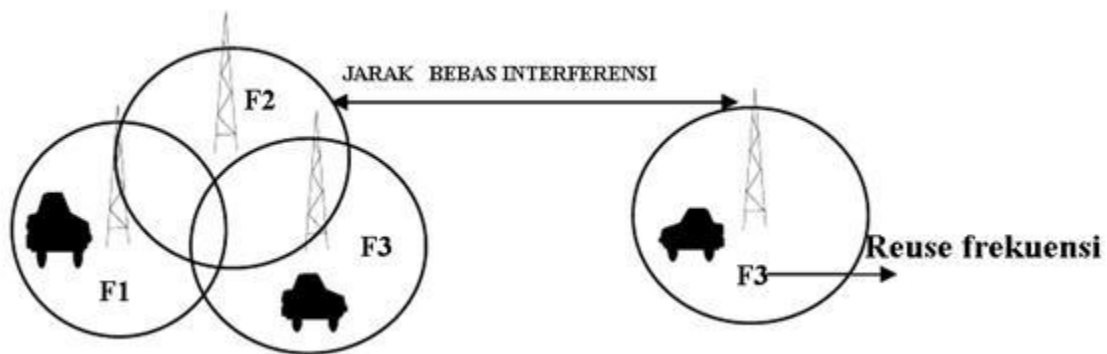 JARAK BEBAS INTERFERENSI
F2
F1
F3
F3
Reuse frekuensi